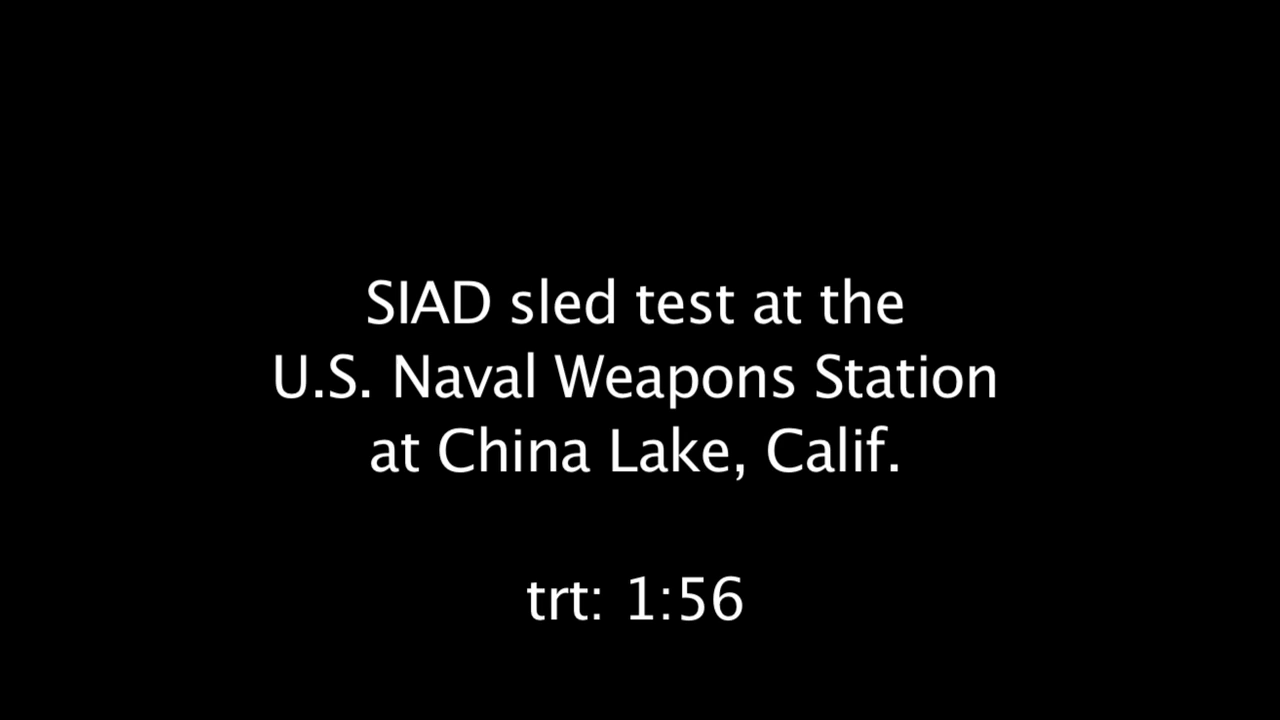 SIAD sled test at the
U.S. Naval Weapons Station
at China Lake, Calif.
trt: 1:56